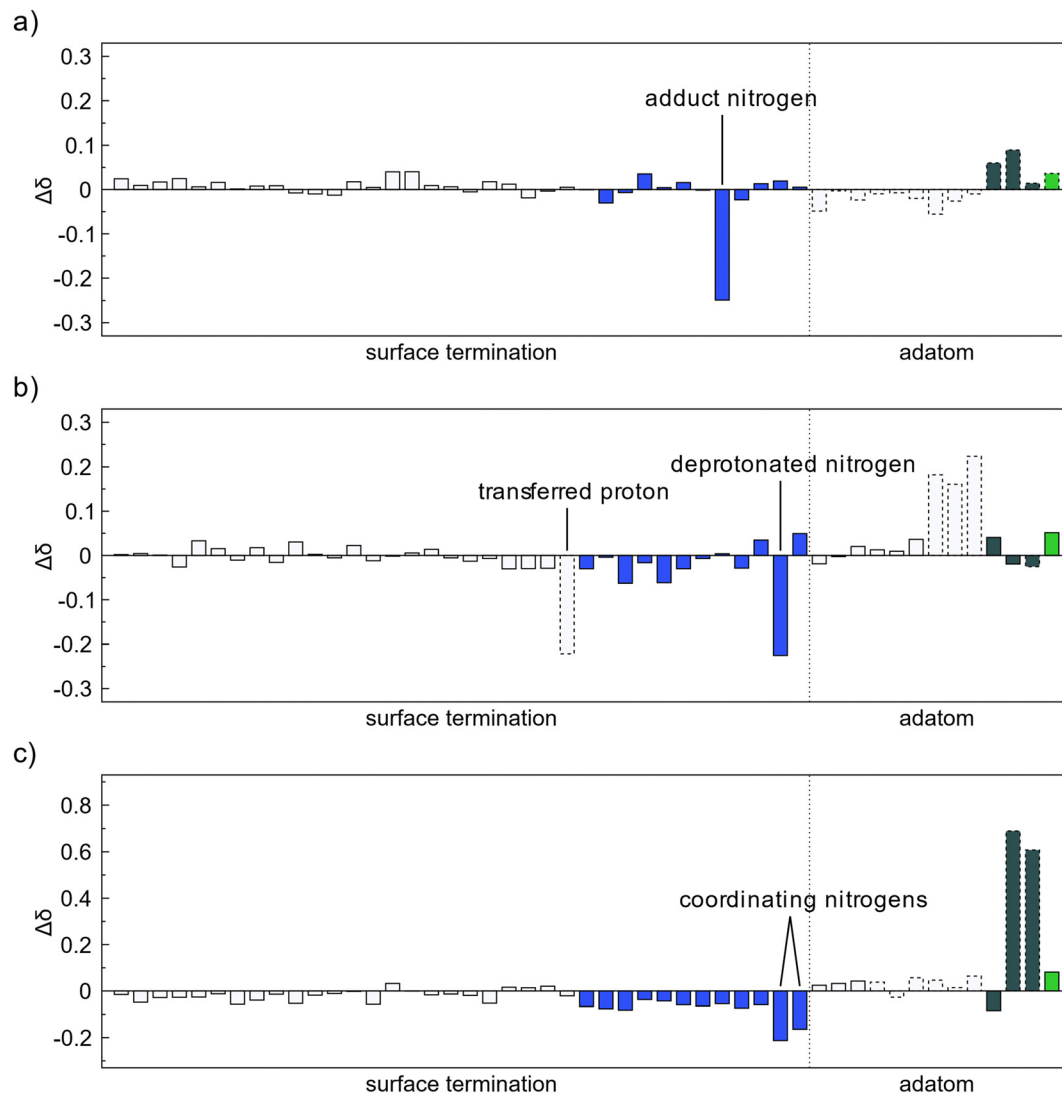 a)
0.3
0.2
adduct nitrogen
0.1
Δδ
0
-0.1
-0.2
-0.3
surface termination adatom
b)
0.3
0.2
deprotonated nitrogen
transferred proton
0.1
Δδ
0
-0.1
-0.2
-0.3
surface termination adatom
c)
0.8
0.6
0.4
coordinating nitrogens
Δδ
0.2
0
-0.2
surface termination adatom